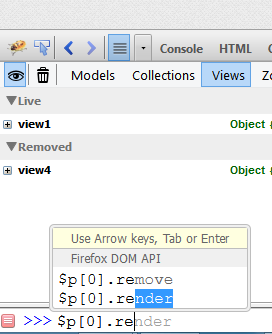 Console HTML
Models Collections Views
Live
view1 Object
Removed
view4 Object
Use Arrow keys, Tab or Enter
Firefox DOM API
$p[0].remove
$p[0].render
>>> $p[0].render